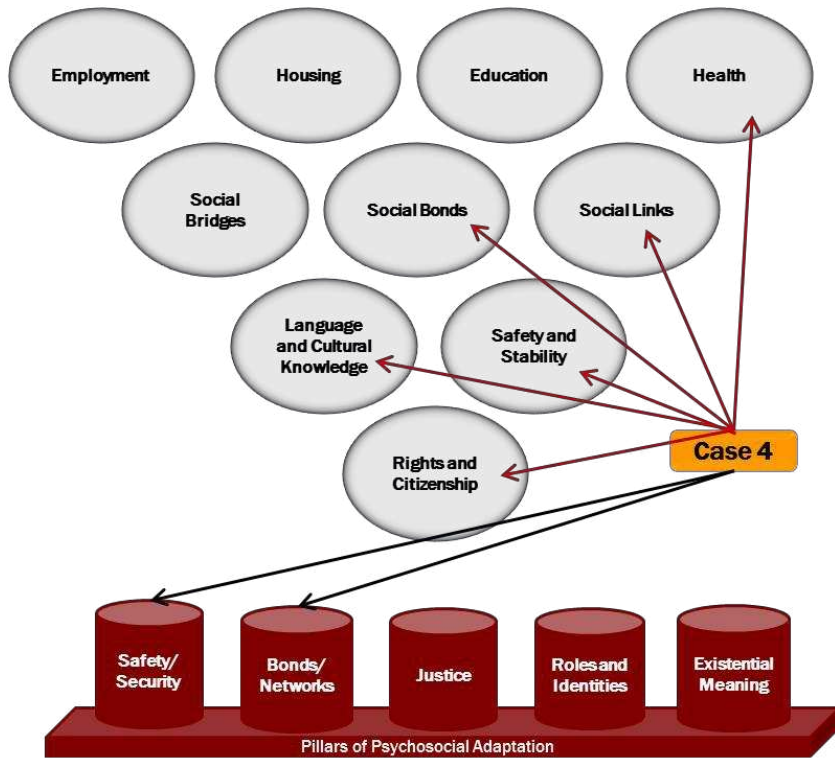 Employment
Housing
Education
Health
Social
Bridges
Social Bonds
Social Links
Language
and Cultural
Knowledge
Safety and
Stability
Rights and
Citizenship
Case 4
Safety/
Security
Bonds/
Networks
Justice
Roles and
Identities
Existential
Meaning
Pillars of Psychosocial Adaptation